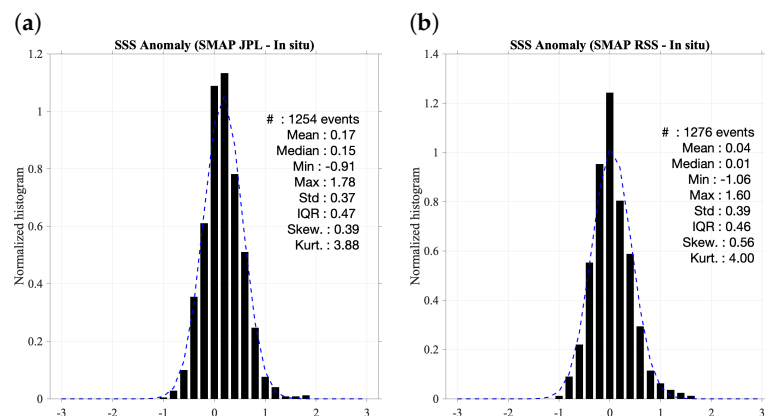 (a)
SSS Anomaly (SMAP JPL - In situ)
Normalized histogram
1.2
1
0.8
0.6
0.4
0.2
0
# : 1254 events
Mean : 0.17
Median : 0.15
Min : -0.91
Max : 1.78
Std : 0.37
IQR : 0.47
Skew. : 0.39
Kurt. : 3.88
-3 -2 -1 0 1 2 3
(b)
SSS Anomaly (SMAP RSS - In situ)
Normalized histogram
1.4
1.2
1
0.8
0.6
0.4
0.2
0
# : 1276 events
Mean : 0.04
Median : 0.01
Min : -1.06
Max : 1.60
Std : 0.39
IQR : 0.46
Skew. : 0.56
Kurt. : 4.00
-3 -2 -1 0 1 2 3